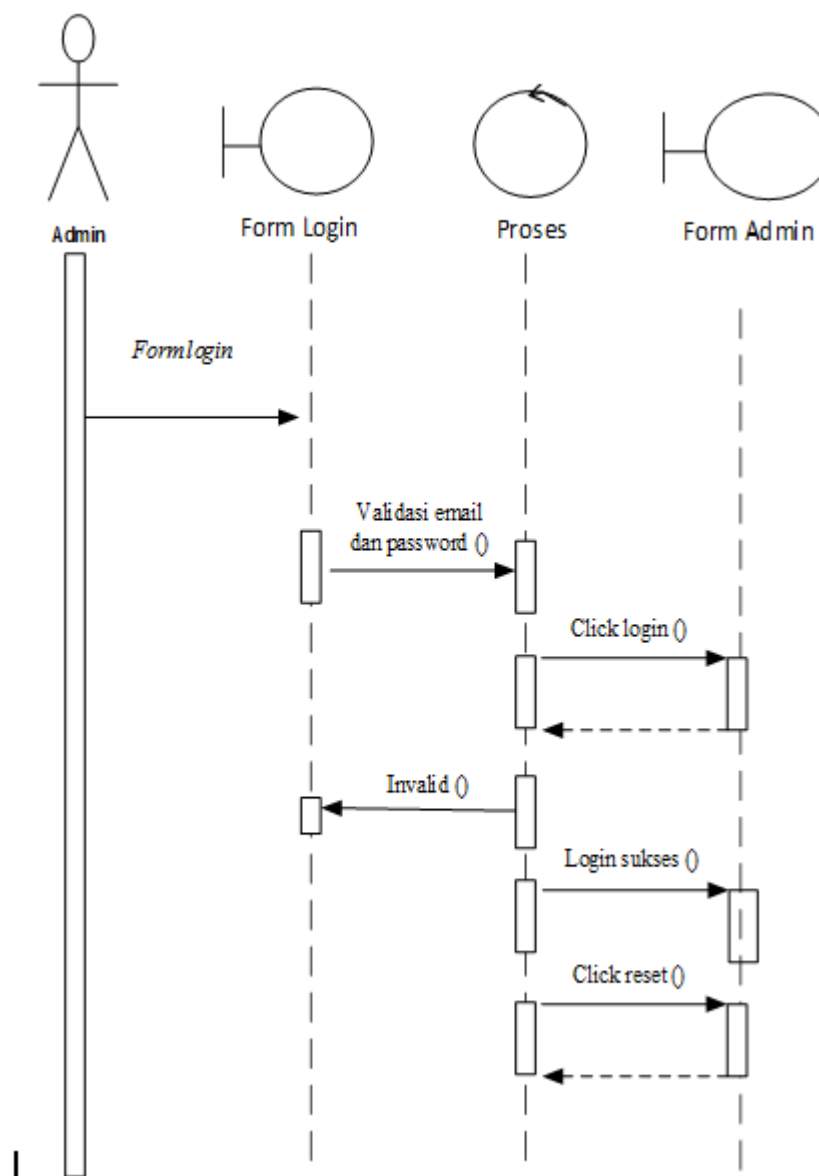 Admin
Form Login
Proses
Form Admin
Formlogin
Validasi email
dan password ()
Click login ()
Invalid ()
Login sukses ()
Click reset ()